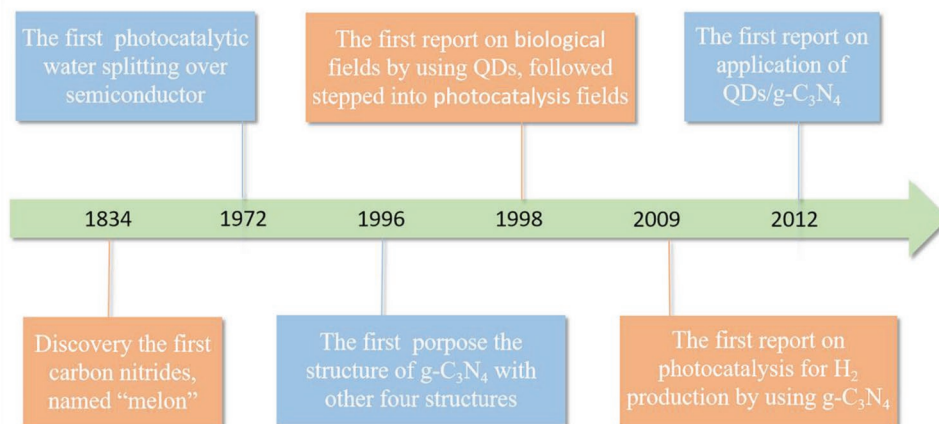 The first photocatalytic
water splitting over
semiconductor
The first report on biological
fields by using QDs, followed
stepped into photocatalysis fields
The first report on
application of
QDs/g-C₃N₄
1834 1972 1996 1998 2009 2012
Discovery the first
carbon nitrides,
named “melon”
The first porpose the
structure of g-C₃N₄ with
other four structures
The first report on
photocatalysis for H₂
production by using g-C₃N₄